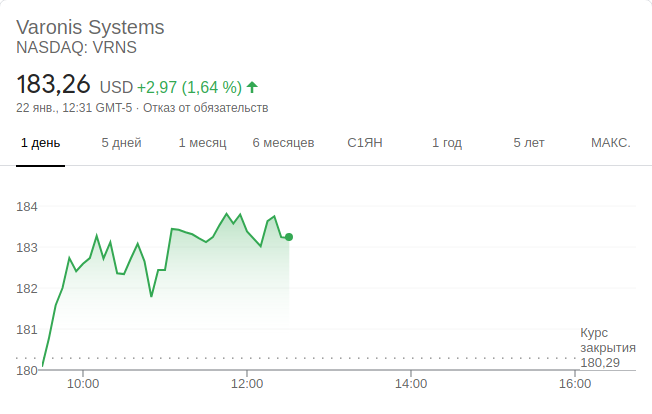 Varonis Systems
NASDAQ: VRNS
183,26 USD +2,97 (1,64 %)
22 янв., 12:31 GMT-5 · Отказ от обязательств
1 день 5 дней 1 месяц 6 месяцев С1ЯН 1 год 5 лет МАКС.
184
183
182
181
Курс
закрытия
180,29
180
10:00 12:00 14:00 16:00